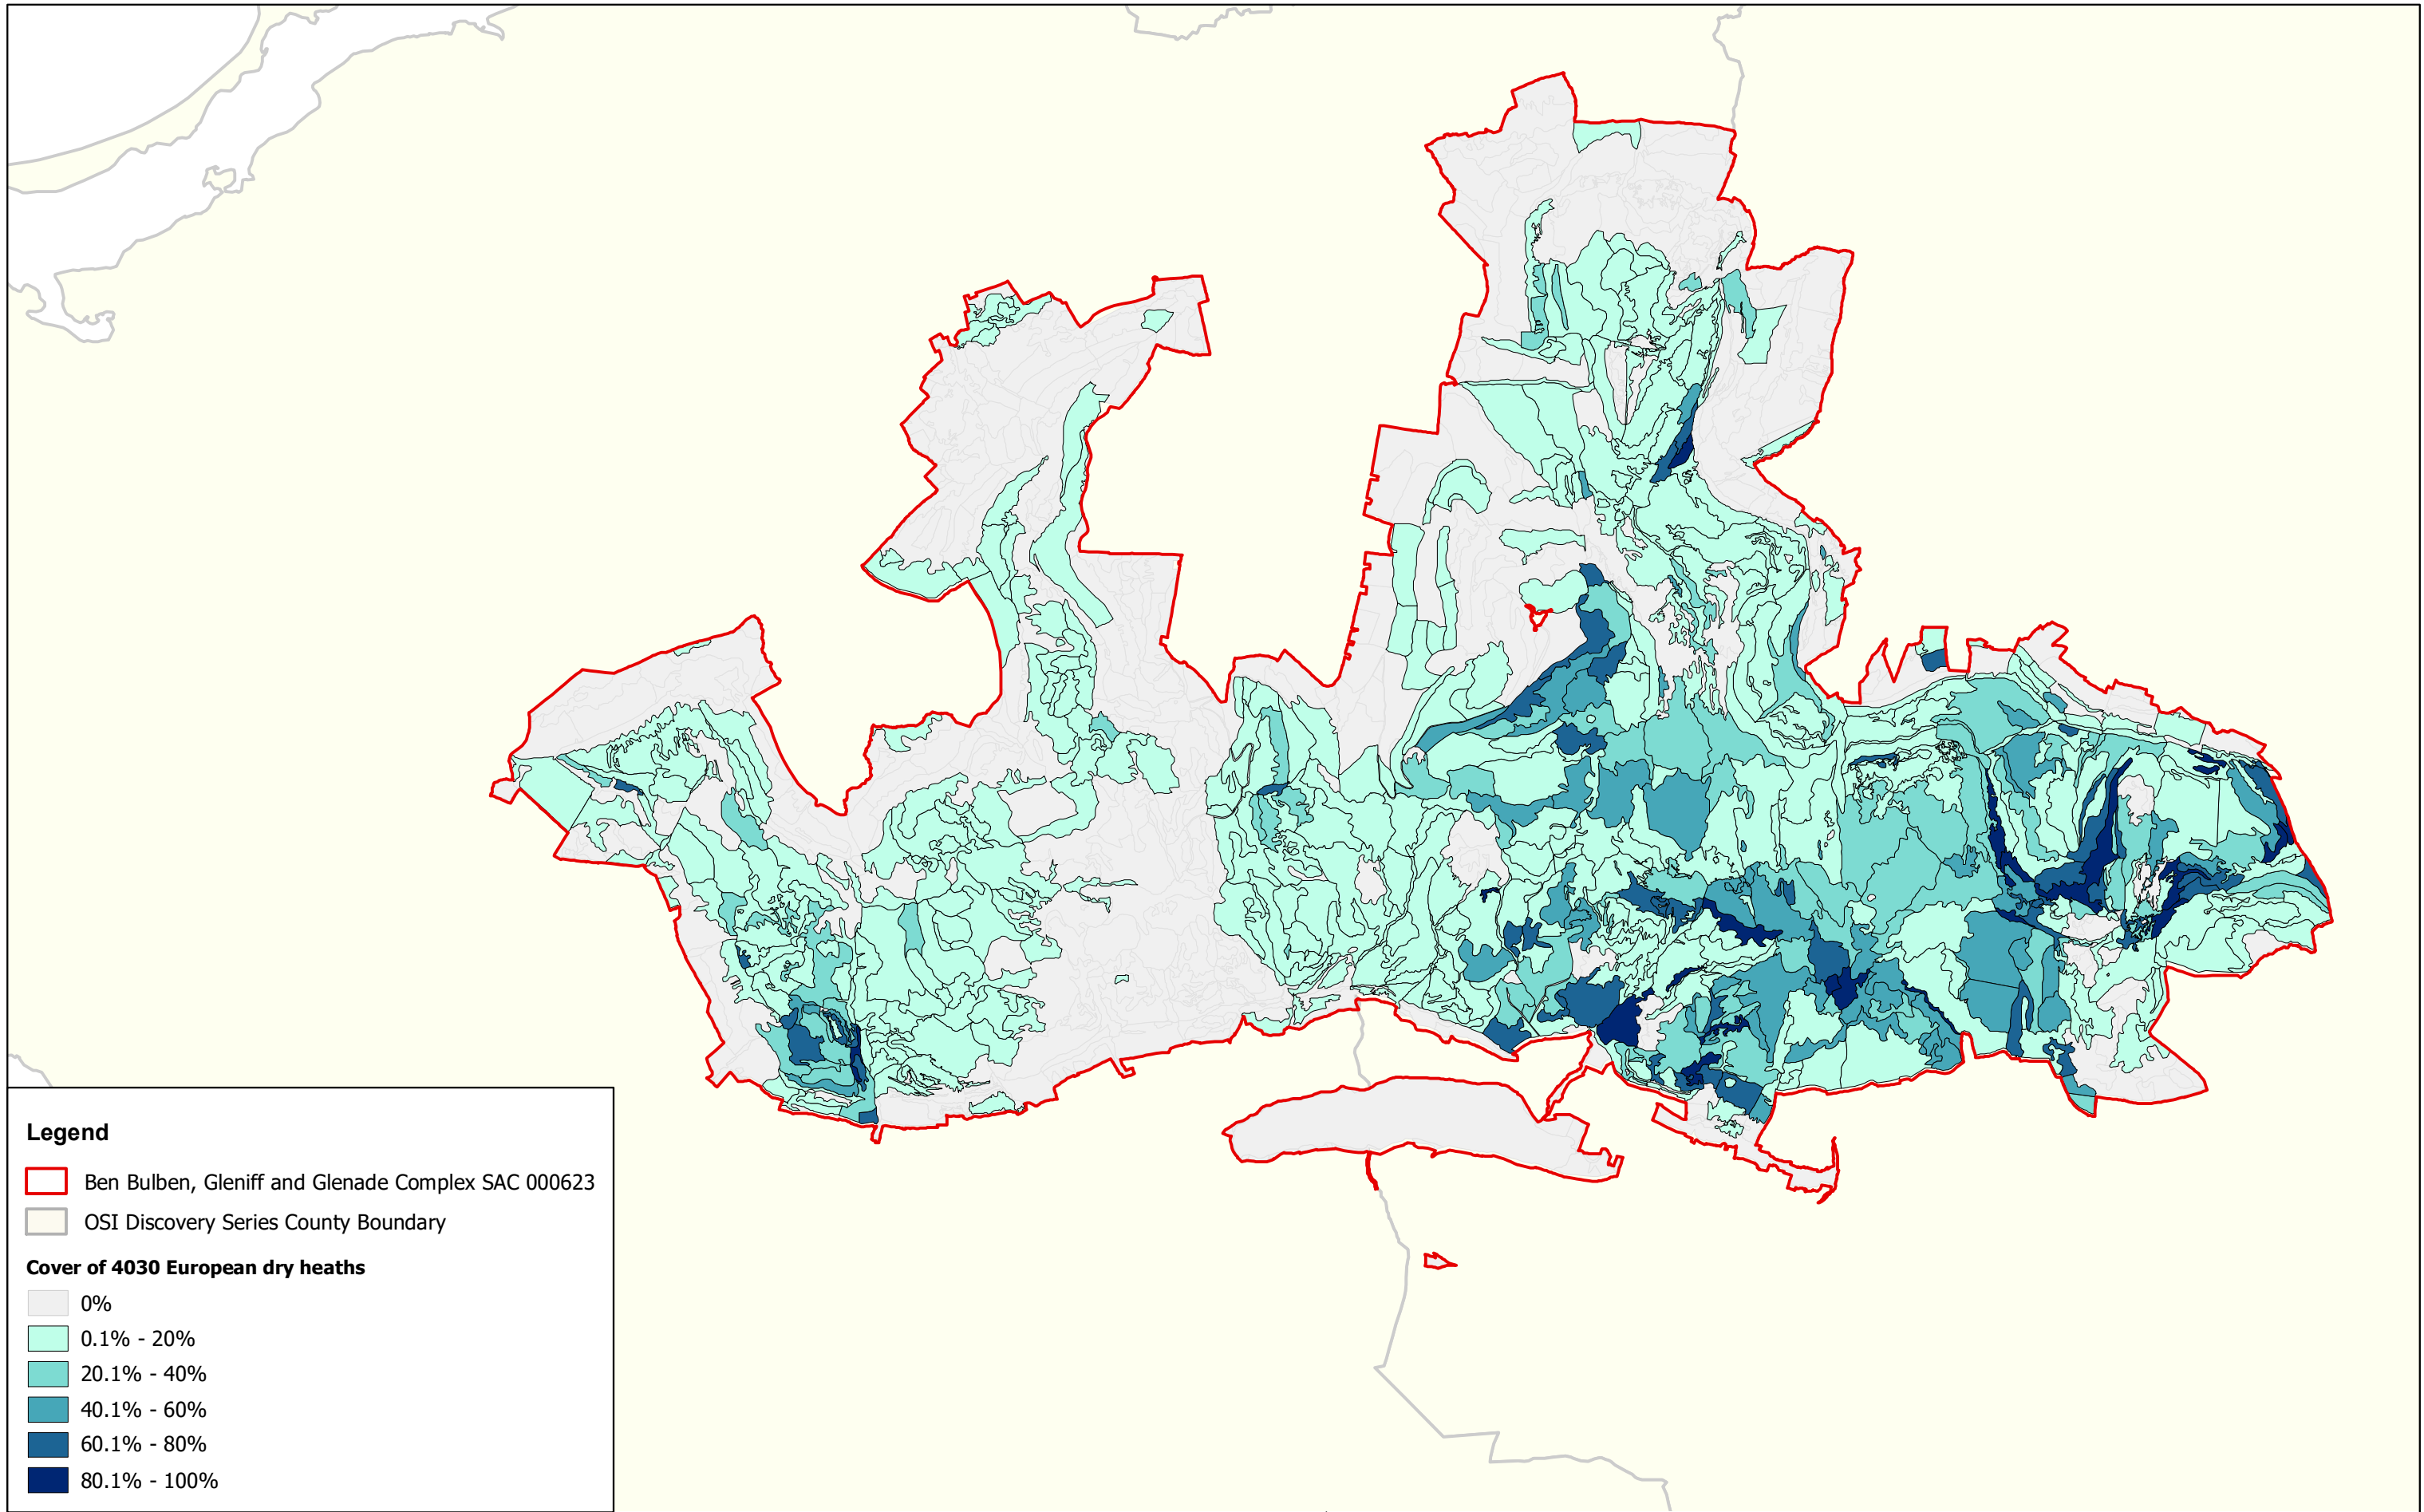 Legend
Ben Bulben, Gleniff and Glenade Complex SAC 000623
OSI Discovery Series County Boundary
Cover of 4030 European dry heaths
0%
0.1% - 20%
20.1% - 40%
40.1% - 60%
60.1% - 80%
80.1% - 100%